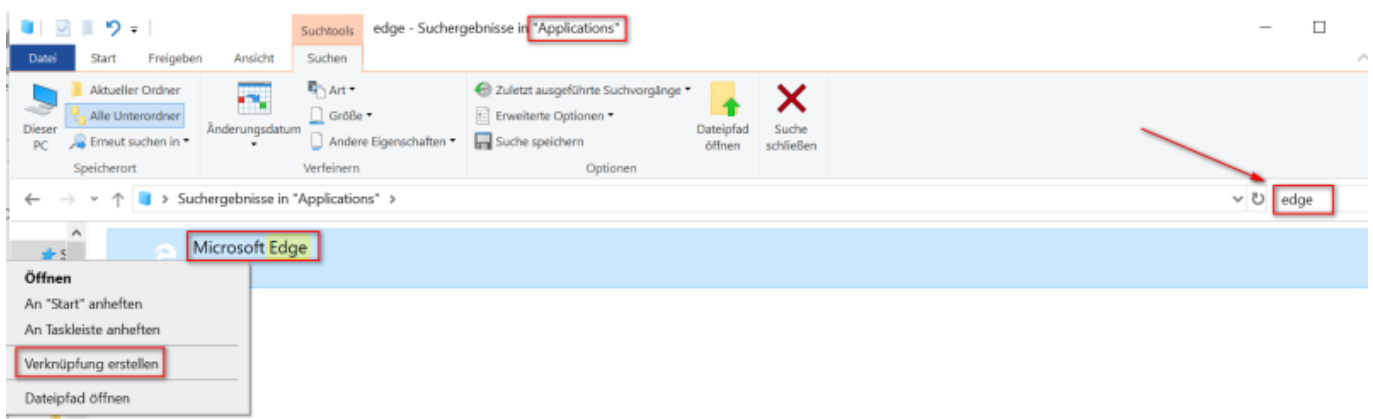 Suchtools
edge - Suchergebnisse in "Applications"
Datei
Start
Freigeben
Ansicht
Suchen
Dieser PC
Aktueller Ordner
Alle Unterordner
Erneut suchen in
Speicherort
Änderungsdatum
Art
Größe
Andere Eigenschaften
Verfeinern
Zuletzt ausgeführte Suchvorgänge
Erweiterte Optionen
Suche speichern
Dateipfad öffnen
Suche schließen
Optionen
Suchergebnisse in "Applications"
edge
Microsoft Edge
Öffnen
An "Start" anheften
An Taskleiste anheften
Verknüpfung erstellen
Dateipfad öffnen